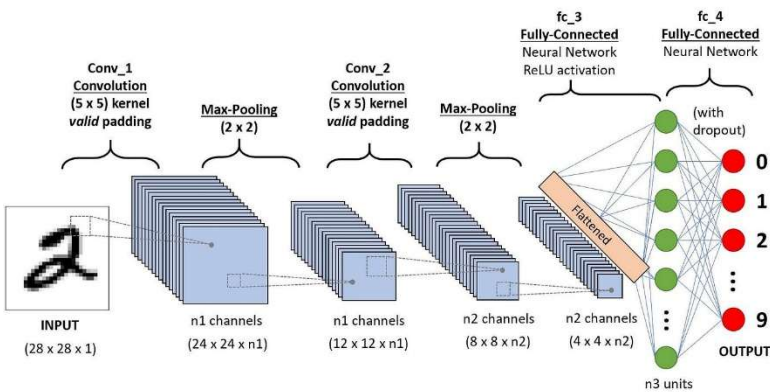 fc_3
Fully-Connected
Neural Network
ReLU activation
fc_4
Fully-Connected
Neural Network
Conv_1
Convolution
(5 x 5) kernel
valid padding
Max-Pooling
(2 x 2)
Conv_2
Convolution
(5 x 5) kernel
valid padding
Max-Pooling
(2 x 2)
(with
dropout)
2
Flattened
0
1
2
...
9
...
INPUT
(28 x 28 x 1)
n1 channels
(24 x 24 x n1)
n1 channels
(12 x 12 x n1)
n2 channels
(8 x 8 x n2)
n2 channels
(4 x 4 x n2)
n3 units
OUTPUT